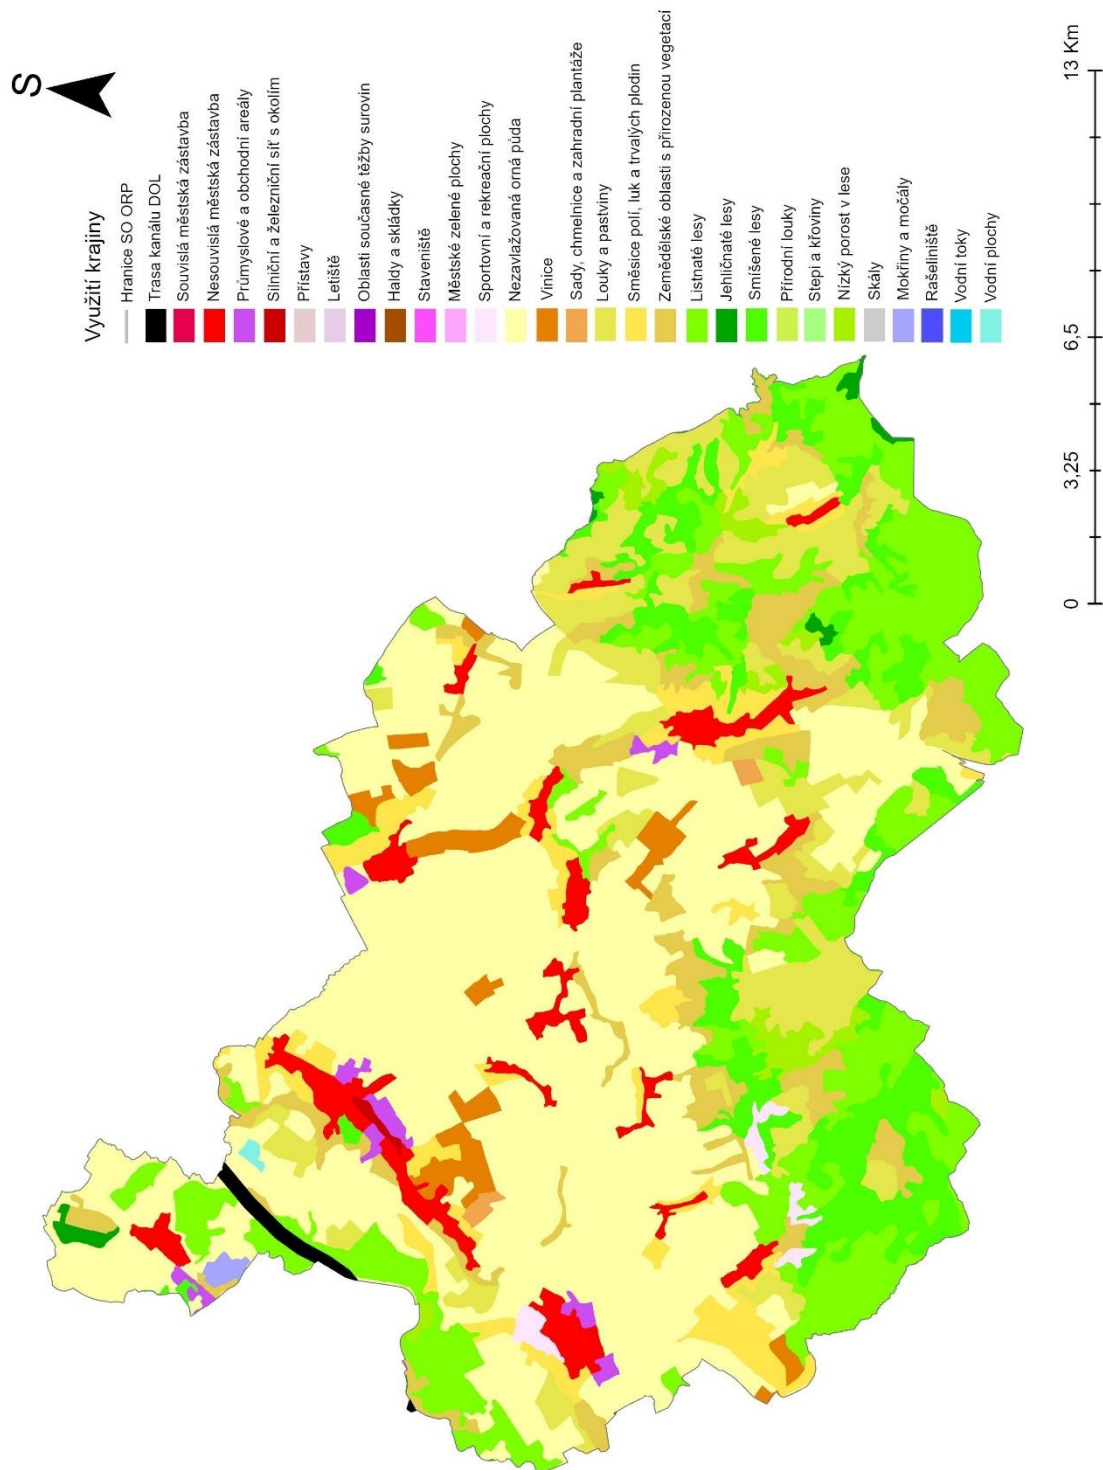 S
Využití krajiny
Hranice SO ORP
Trasa kanálu DOL
Souvislá městská zástavba
Nesouvislá městská zástavba
Průmyslové a obchodní areály
Silniční a železniční síť s okolím
Přístavy
Letiště
Oblasti současné těžby surovin
Haldy a skládky
Staveniště
Městské zelené plochy
Sportovní a rekreační plochy
Nezavlažovaná orná půda
Vinice
Sady, chmelnice a zahradní plantáže
Louky a pastviny
Směsice polí, luk a trvalých plodin
Zemědělské oblasti s přirozenou vegetací
Listnaté lesy
Jehličnaté lesy
Smíšené lesy
Přírodní louky
Stepi a křoviny
Nízký porost v lese
Skály
Mokřiny a močály
Rašeliniště
Vodní toky
Vodní plochy
0 3,25 6,5 13 Km